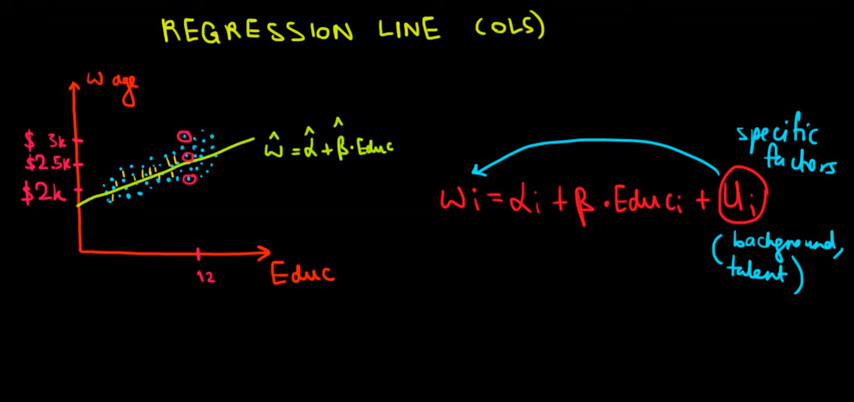 REGRESSION LINE (OLS)
wage
$ 3k
$2.5k
$2k
ŵ = α̂ + β̂ · Educ
12
Educ
wi = αi + β · Educi + Ui
specific
factors
(background,
talent)